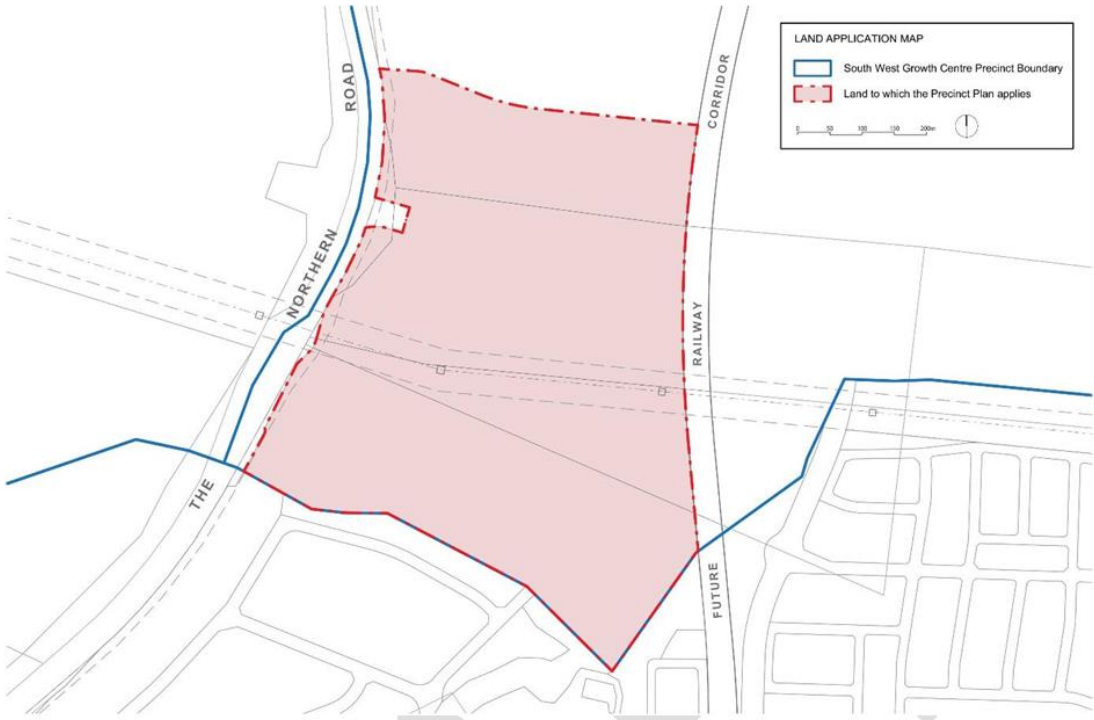 LAND APPLICATION MAP
South West Growth Centre Precinct Boundary
Land to which the Precinct Plan applies
0 50 100 150 200m
THE NORTHERN ROAD
FUTURE RAILWAY CORRIDOR